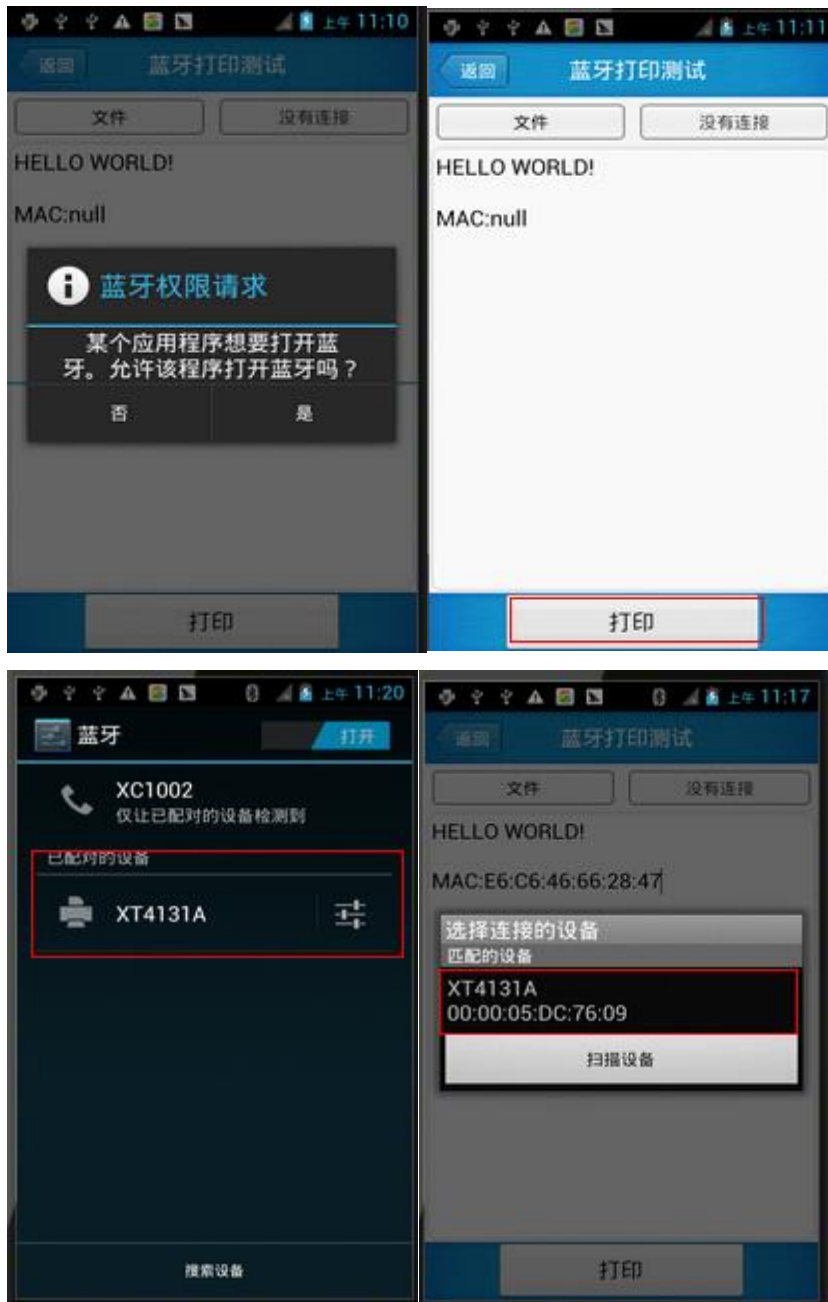 上午 11:10
返回
蓝牙打印测试
文件
没有连接
HELLO WORLD!
MAC:null
蓝牙权限请求
某个应用程序想要打开蓝
牙。允许该程序打开蓝牙吗？
否
是
打印
上午 11:11
返回
蓝牙打印测试
文件
没有连接
HELLO WORLD!
MAC:null
打印
上午 11:20
蓝牙
打开
XC1002
仅让已配对的设备检测到
已配对的设备
XT4131A
搜索设备
上午 11:17
返回
蓝牙打印测试
文件
没有连接
HELLO WORLD!
MAC:E6:C6:46:66:28:47
选择连接的设备
匹配的设备
XT4131A
00:00:05:DC:76:09
扫描设备
打印